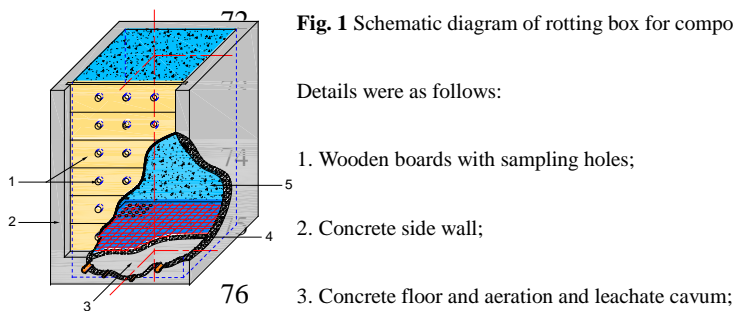 72
Fig. 1 Schematic diagram of rotting box for compo
Details were as follows:
74
1. Wooden boards with sampling holes;
1
5
2
2. Concrete side wall;
4
3
76
3. Concrete floor and aeration and leachate cavum;